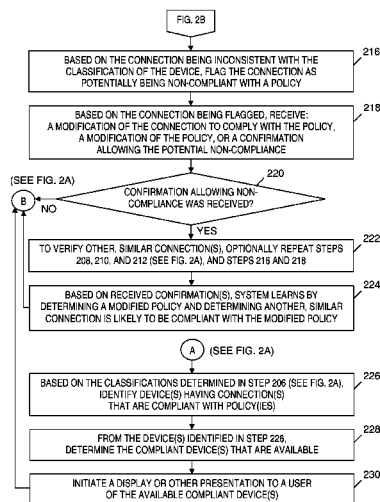 FIG. 2B
BASED ON THE CONNECTION BEING INCONSISTENT WITH THE
CLASSIFICATION OF THE DEVICE, FLAG THE CONNECTION AS
POTENTIALLY BEING NON-COMPLIANT WITH A POLICY
216
BASED ON THE CONNECTION BEING FLAGGED, RECEIVE:
A MODIFICATION OF THE CONNECTION TO COMPLY WITH THE POLICY,
A MODIFICATION OF THE POLICY, OR A CONFIRMATION
ALLOWING THE POTENTIAL NON-COMPLIANCE
218
(SEE FIG. 2A)
B
NO
CONFIRMATION ALLOWING NON-
COMPLIANCE WAS RECEIVED?
220
YES
TO VERIFY OTHER, SIMILAR CONNECTION(S), OPTIONALLY REPEAT STEPS
208, 210, AND 212 (SEE FIG. 2A), AND STEPS 216 AND 218
222
BASED ON RECEIVED CONFIRMATION(S), SYSTEM LEARNS BY
DETERMINING A MODIFIED POLICY AND DETERMINING ANOTHER, SIMILAR
CONNECTION IS LIKELY TO BE COMPLIANT WITH THE MODIFIED POLICY
224
A
(SEE FIG. 2A)
BASED ON THE CLASSIFICATIONS DETERMINED IN STEP 206 (SEE FIG. 2A),
IDENTIFY DEVICE(S) HAVING CONNECTION(S)
THAT ARE COMPLIANT WITH POLICY(IES)
226
FROM THE DEVICE(S) IDENTIFIED IN STEP 226,
DETERMINE THE COMPLIANT DEVICE(S) THAT ARE AVAILABLE
228
INITIATE A DISPLAY OR OTHER PRESENTATION TO A USER
OF THE AVAILABLE COMPLIANT DEVICE(S)
230